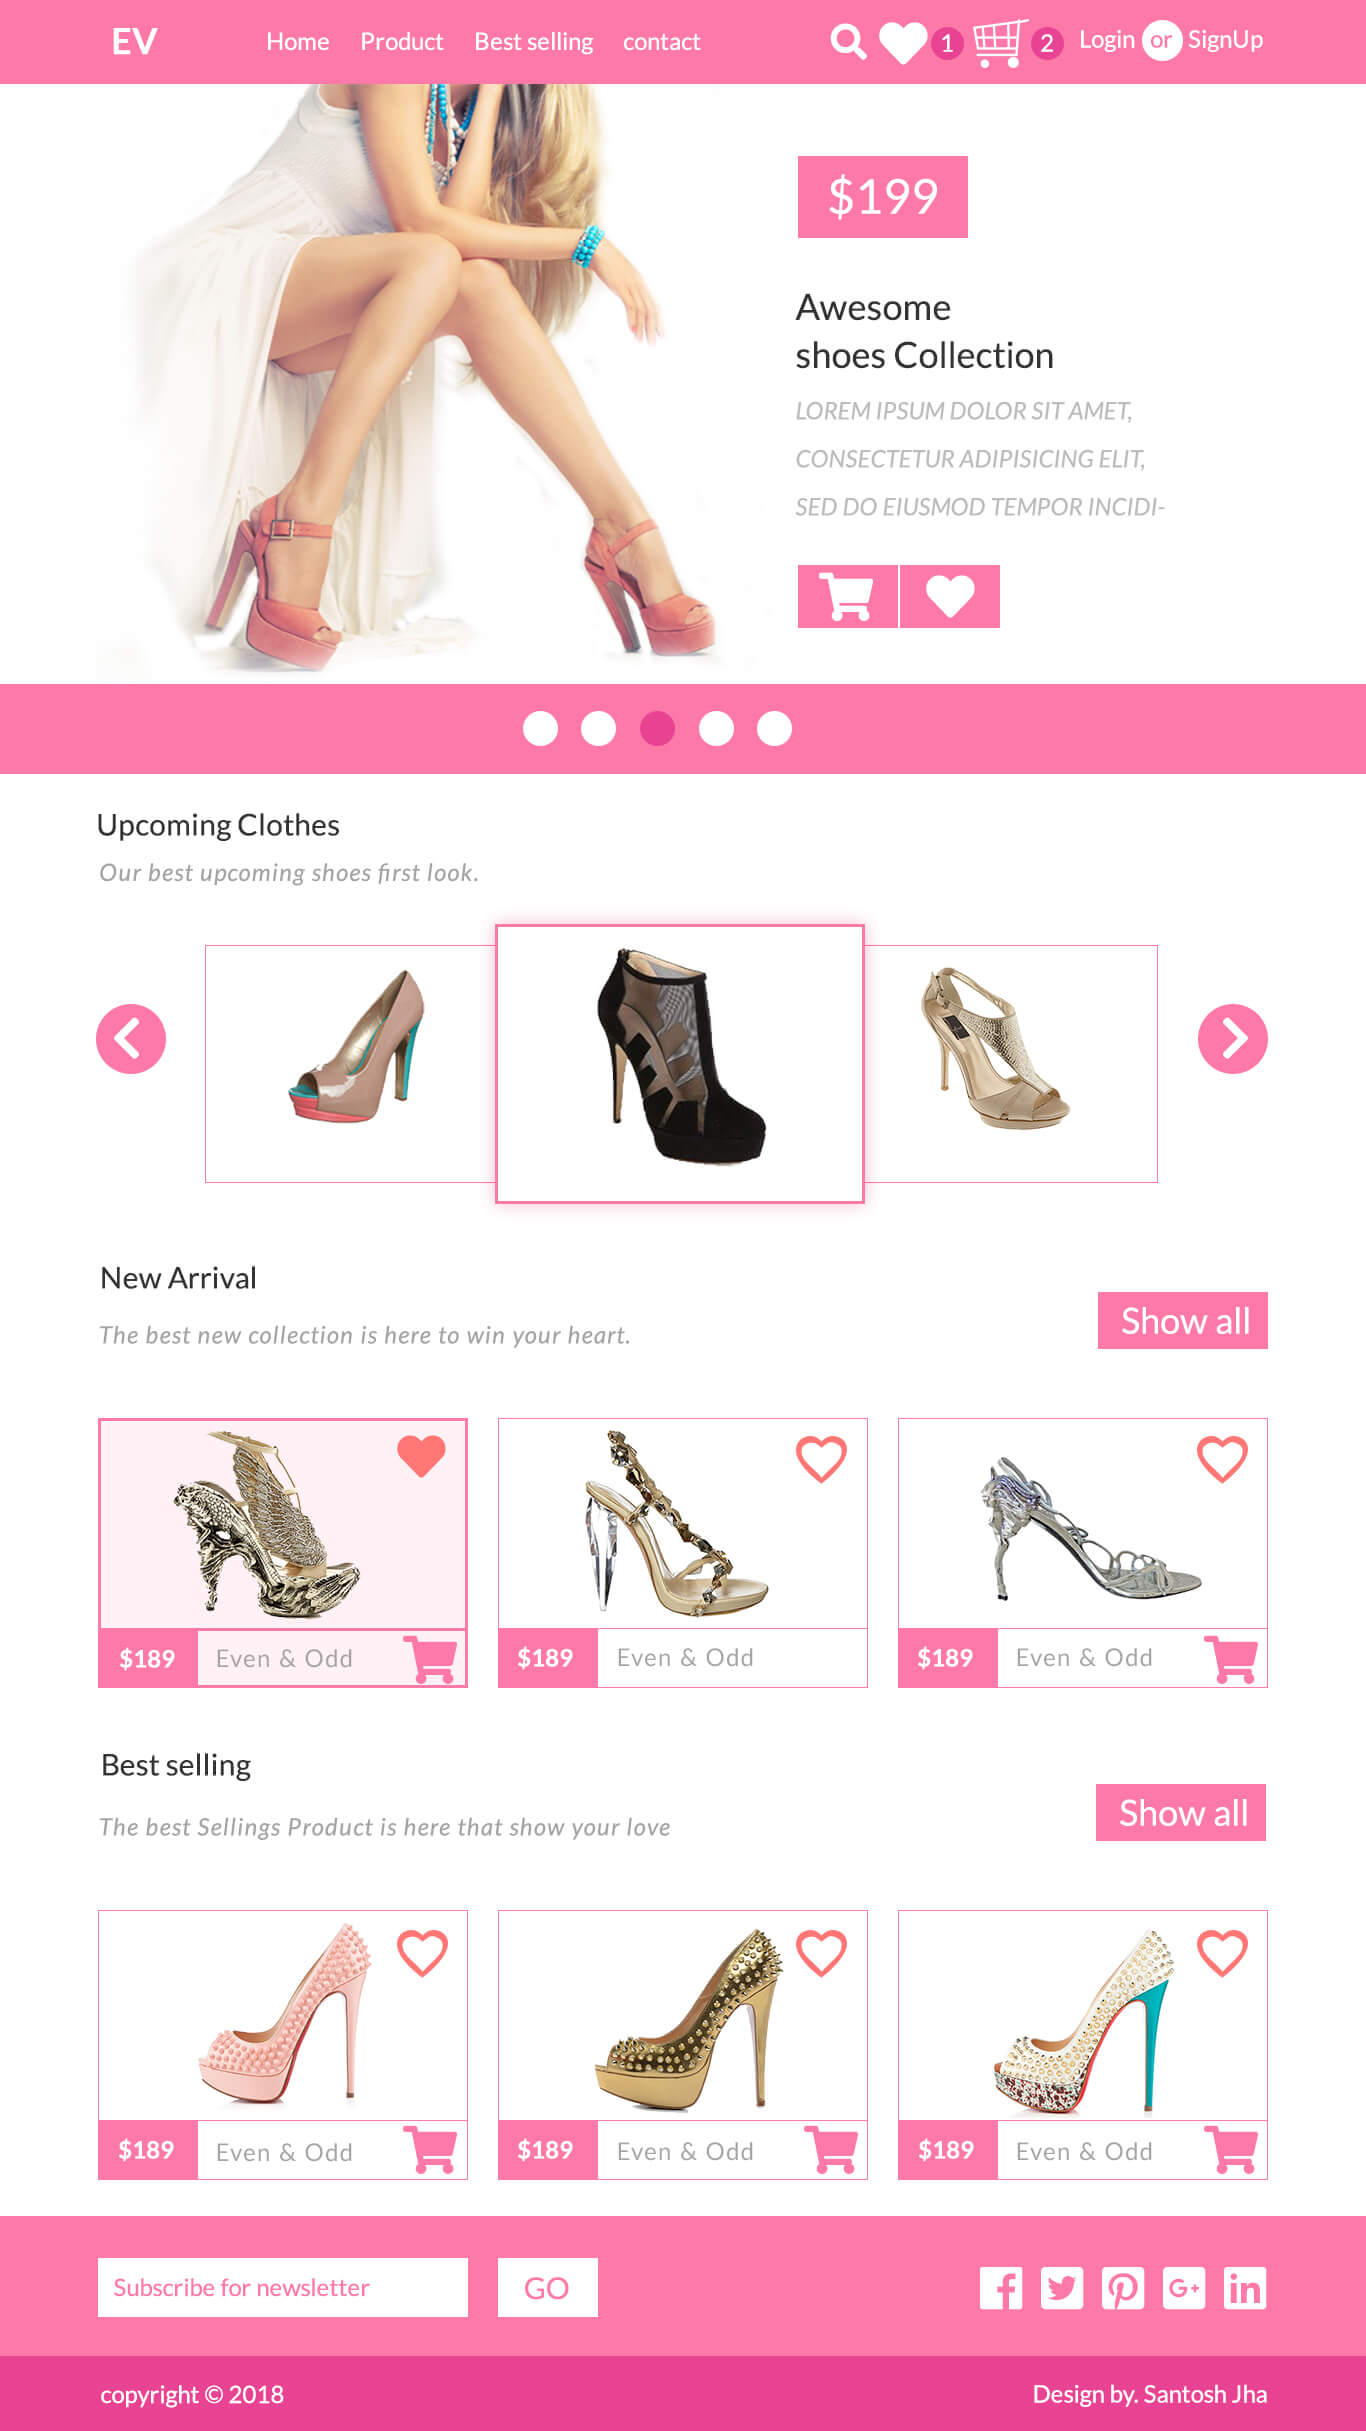 EV
Home Product Best selling contact
1 2 Login or SignUp
$199
Awesome
shoes Collection
LOREM IPSUM DOLOR SIT AMET,
CONSECTETUR ADIPISICING ELIT,
SED DO EIUSMOD TEMPOR INCIDI-
Upcoming Clothes
Our best upcoming shoes first look.
New Arrival
The best new collection is here to win your heart.
Show all
$189 Even & Odd
$189 Even & Odd
$189 Even & Odd
Best selling
The best Sellings Product is here that show your love
Show all
$189 Even & Odd
$189 Even & Odd
$189 Even & Odd
Subscribe for newsletter
GO
copyright © 2018
Design by. Santosh Jha